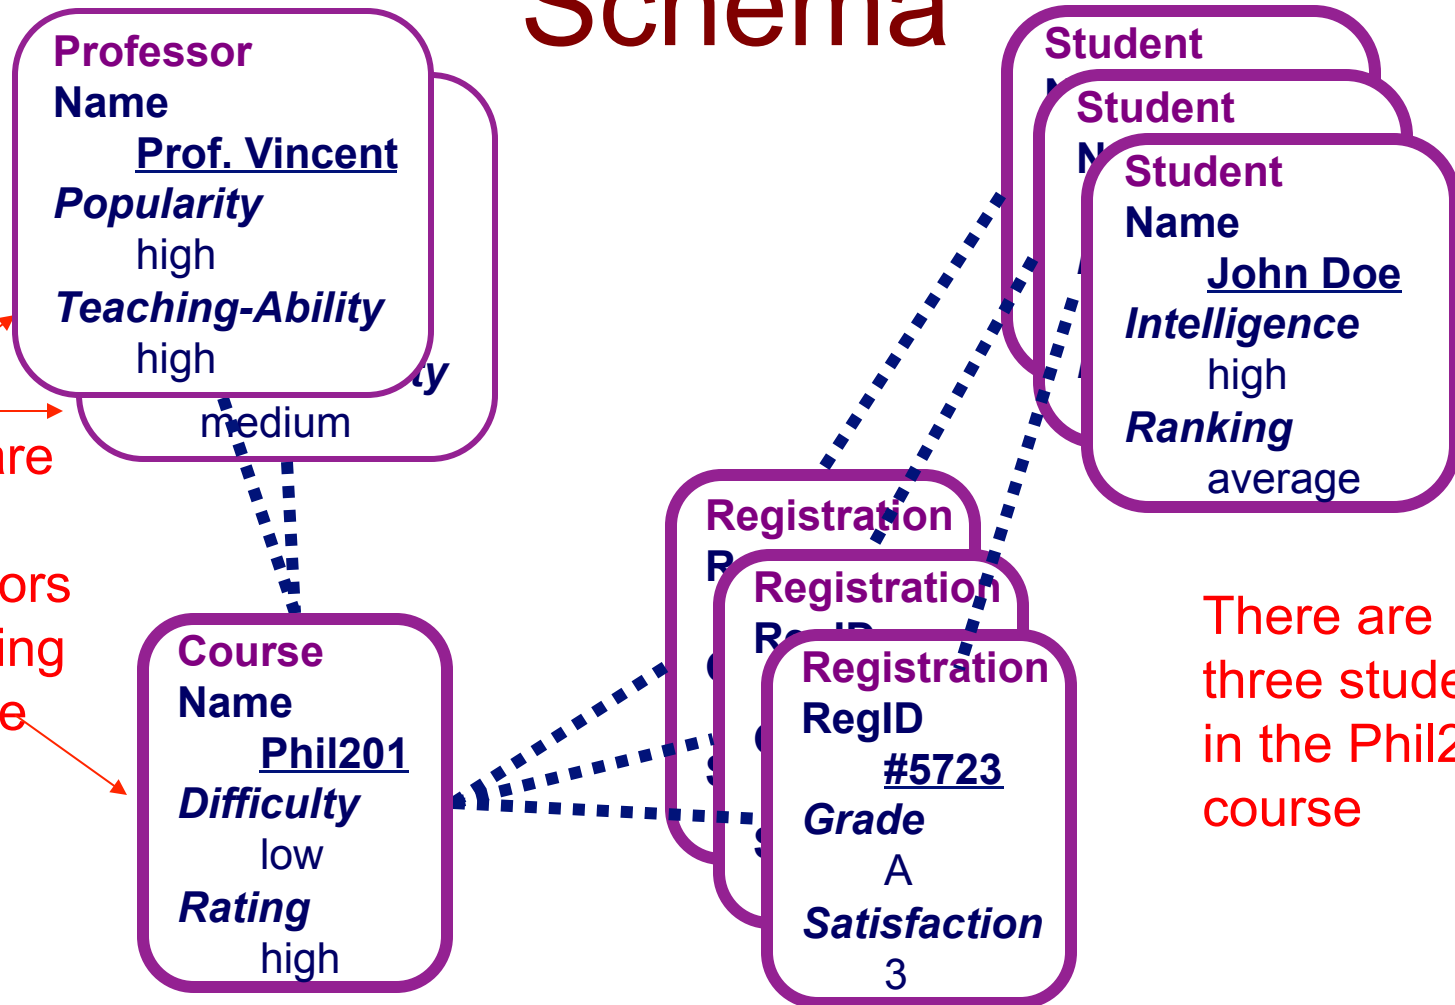 Schema
Professor
Name
Prof. Vincent
Popularity
high
Teaching-Ability
high
medium
are
Course
Name
Phil201
Difficulty
low
Rating
high
Registration
Registration
RegID
Registration
RegID
#5723
Grade
A
Satisfaction
3
Student
Student
Student
Name
John Doe
Intelligence
high
Ranking
average
There are
three
in the
course